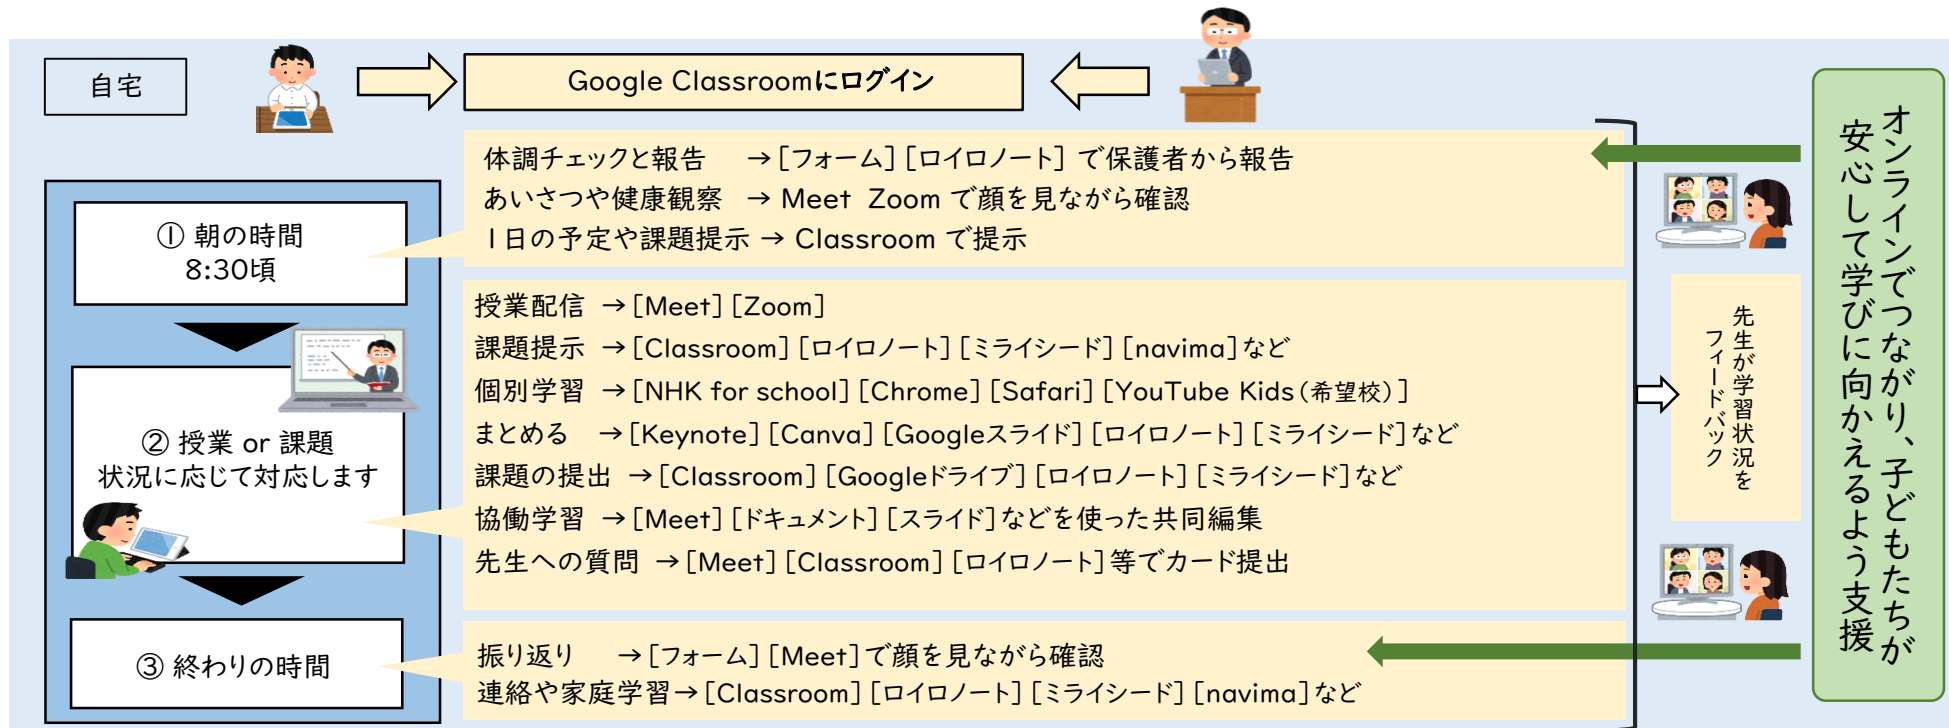 自宅
Google Classroomにログイン
① 朝の時間
8:30頃
体調チェックと報告 →[フォーム][ロイロノート] で保護者から報告
あいさつや健康観察 → Meet Zoom で顔を見ながら確認
1日の予定や課題提示 → Classroom で提示
② 授業 or 課題
状況に応じて対応します
授業配信 →[Meet][Zoom]
課題提示 →[Classroom][ロイロノート][ミライシード][navima]など
個別学習 →[NHK for school][Chrome][Safari][YouTube Kids(希望校)]
まとめる →[Keynote][Canva][Googleスライド][ロイロノート][ミライシード]など
課題の提出 →[Classroom][Googleドライブ][ロイロノート][ミライシード]など
協働学習 →[Meet][ドキュメント][スライド]などを使った共同編集
先生への質問 →[Meet][Classroom][ロイロノート]等でカード提出
③ 終わりの時間
振り返り →[フォーム][Meet]で顔を見ながら確認
連絡や家庭学習→[Classroom][ロイロノート][ミライシード][navima]など
先生が学習状況を
フィードバック
オンラインでつながり、子どもたちが
安心して学びに向かえるよう支援